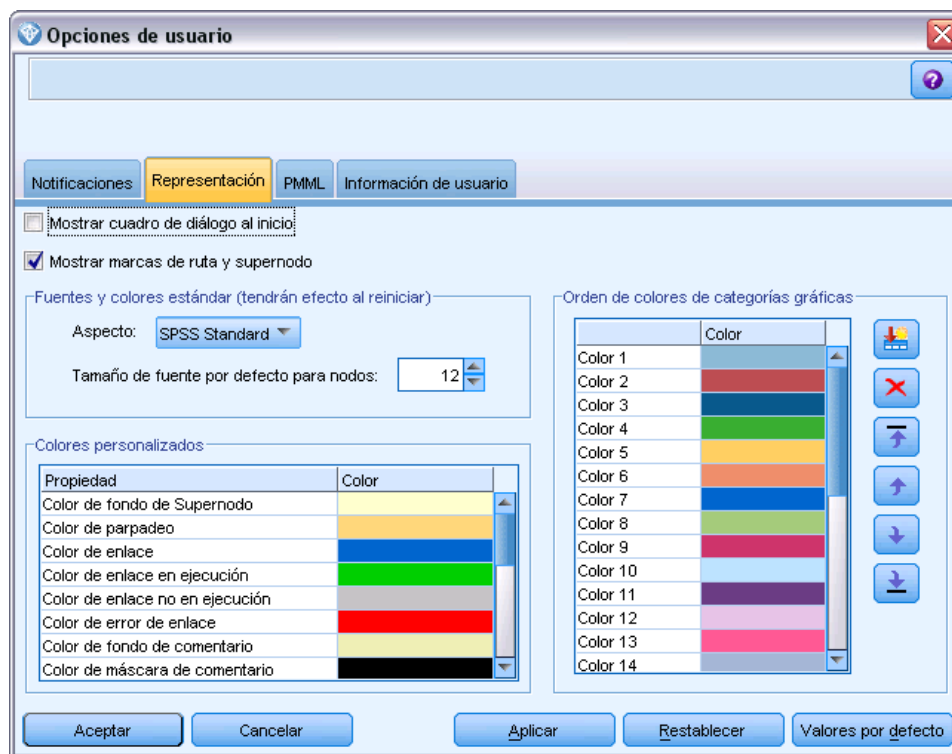 Opciones de usuario
Notificaciones
Representación
PMML
Información de usuario
Mostrar cuadro de diálogo al inicio
Mostrar marcas de ruta y supernodo
Fuentes y colores estándar (tendrán efecto al reiniciar)
Aspecto: SPSS Standard
Tamaño de fuente por defecto para nodos: 12
Colores personalizados
Propiedad Color
Color de fondo de Supernodo
Color de parpadeo
Color de enlace
Color de enlace en ejecución
Color de enlace no en ejecución
Color de error de enlace
Color de fondo de comentario
Color de máscara de comentario
Orden de colores de categorías gráficas
Color
Color 1
Color 2
Color 3
Color 4
Color 5
Color 6
Color 7
Color 8
Color 9
Color 10
Color 11
Color 12
Color 13
Color 14
Aceptar
Cancelar
Aplicar
Restablecer
Valores por defecto